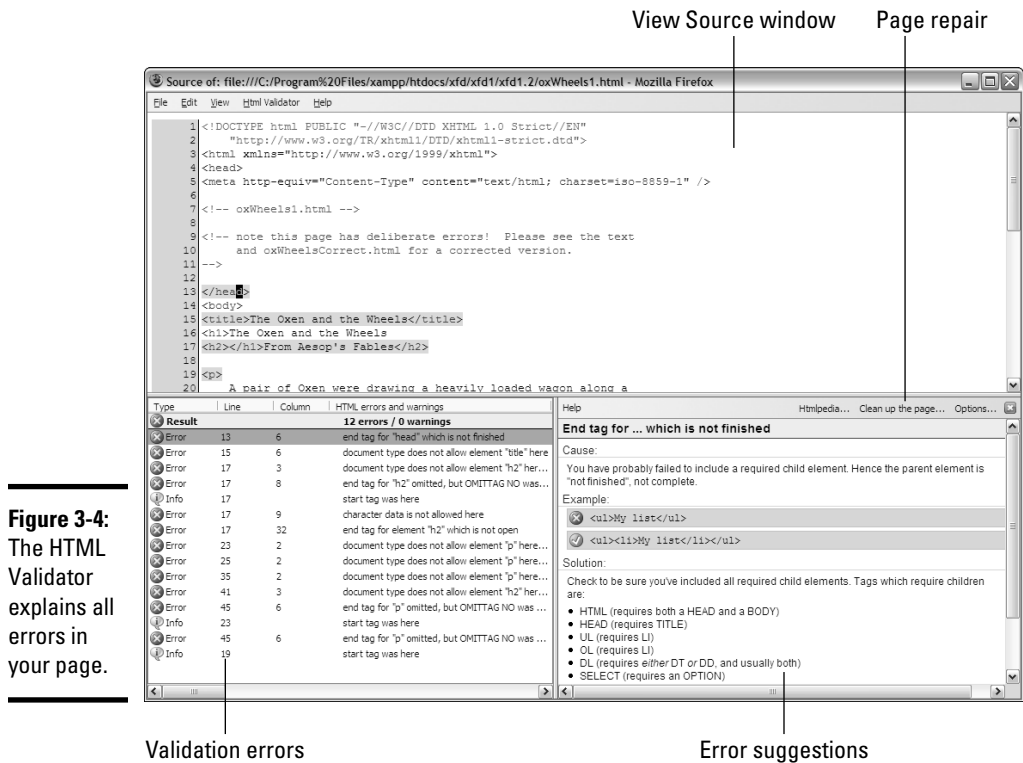 View Source window
Page repair
Source of: file:///C:/Program%20Files/xampp/htdocs/xfd/xfd1/xfd1.2/oxWheels1.html - Mozilla Firefox
File Edit View Html Validator Help
1 <!DOCTYPE html PUBLIC "-//W3C//DTD XHTML 1.0 Strict//EN"
2 "http://www.w3.org/TR/xhtml1/DTD/xhtml1-strict.dtd">
3 <html xmlns="http://www.w3.org/1999/xhtml">
4 <head>
5 <meta http-equiv="Content-Type" content="text/html; charset=iso-8859-1" />
6
7 <!-- oxWheels1.html -->
8
9 <!-- note this page has deliberate errors!  Please see the text
10 and oxWheelsCorrect.html for a corrected version.
11 -->
12
13 </head>
14 <body>
15 <title>The Oxen and the Wheels</title>
16 <h1>The Oxen and the Wheels
17 <h2></h1>From Aesop's Fables</h2>
18
19 <p>
20 A pair of Oxen were drawing a heavily loaded wagon along a
Type Line Column HTML errors and warnings
Result 12 errors / 0 warnings
Error 13 6 end tag for "head" which is not finished
Error 15 6 document type does not allow element "title" here
Error 17 3 document type does not allow element "h2" her...
Error 17 8 end tag for "h2" omitted, but OMITTAG NO was...
Info 17 start tag was here
Error 17 9 character data is not allowed here
Error 17 32 end tag for element "h2" which is not open
Error 23 2 document type does not allow element "p" here...
Error 25 2 document type does not allow element "p" here...
Error 35 2 document type does not allow element "p" here...
Error 41 3 document type does not allow element "h2" her...
Error 45 6 end tag for "p" omitted, but OMITTAG NO was ...
Info 23 start tag was here
Error 45 6 end tag for "p" omitted, but OMITTAG NO was ...
Info 19 start tag was here
Help Htmlpedia... Clean up the page... Options...
End tag for ... which is not finished
Cause:
You have probably failed to include a required child element. Hence the parent element is
"not finished", not complete.
Example:
<ul>My list</ul>
<ul><li>My list</li></ul>
Solution:
Check to be sure you've included all required child elements. Tags which require children
are:
• HTML (requires both a HEAD and a BODY)
• HEAD (requires TITLE)
• UL (requires LI)
• OL (requires LI)
• DL (requires either DT or DD, and usually both)
• SELECT (requires an OPTION)
Figure 3-4:
The HTML
Validator
explains all
errors in
your page.
Validation errors
Error suggestions